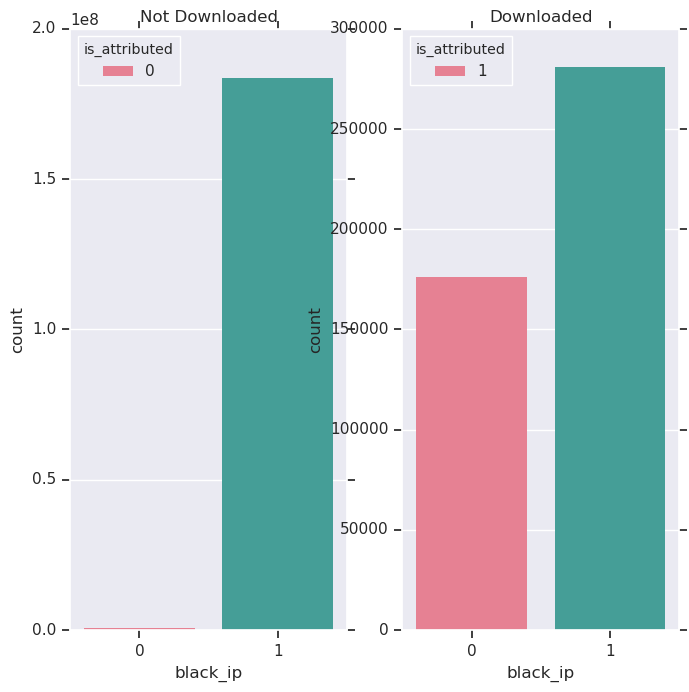 Not Downloaded
1e8
2.0
1.5
1.0
0.5
0.0
count
is_attributed
0
0 1
black_ip
Downloaded
300000
250000
200000
150000
100000
50000
0
count
is_attributed
1
0 1
black_ip